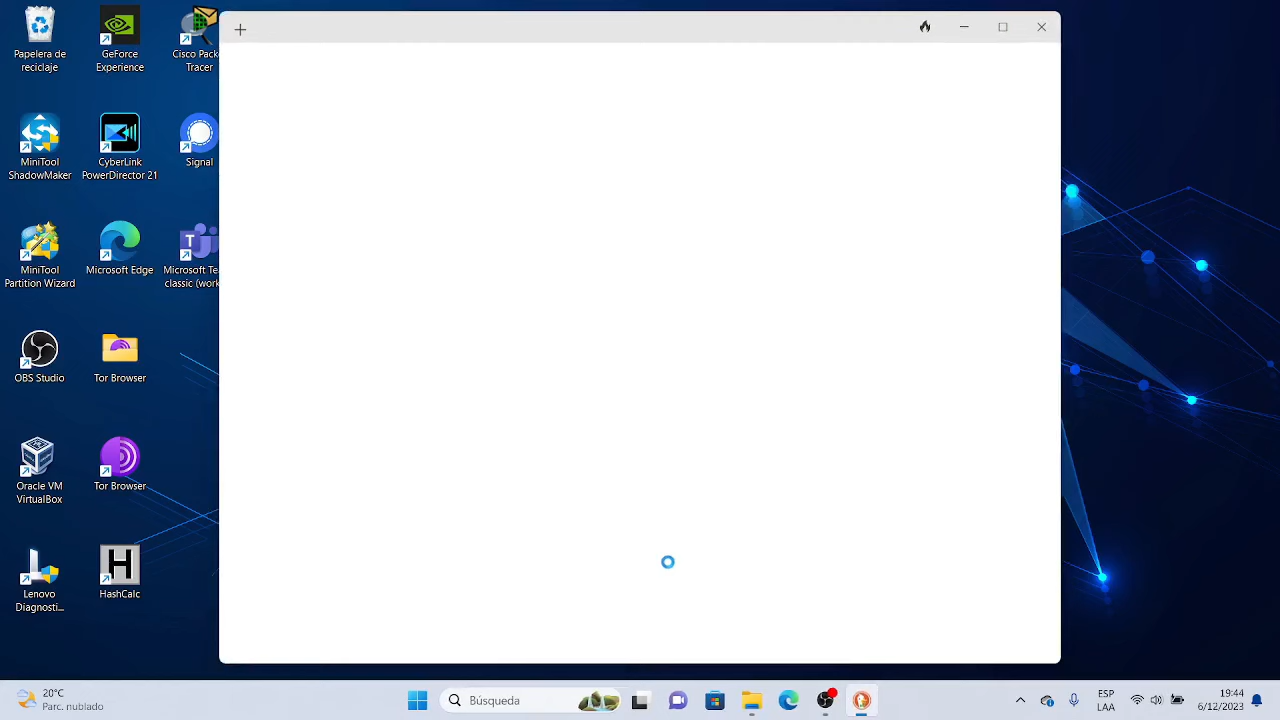 Papelera de
reciclaje
GeForce
Experience
Cisco Pack
Tracer
MiniTool
ShadowMaker
CyberLink
PowerDirector 21
Signal
MiniTool
Partition Wizard
Microsoft Edge
Microsoft Tea
classic (work
OBS Studio
Tor Browser
Oracle VM
VirtualBox
Tor Browser
Lenovo
Diagnosti...
HashCalc
20°C
Parc. nublado
Búsqueda
ESP
LAA
19:44
6/12/2023